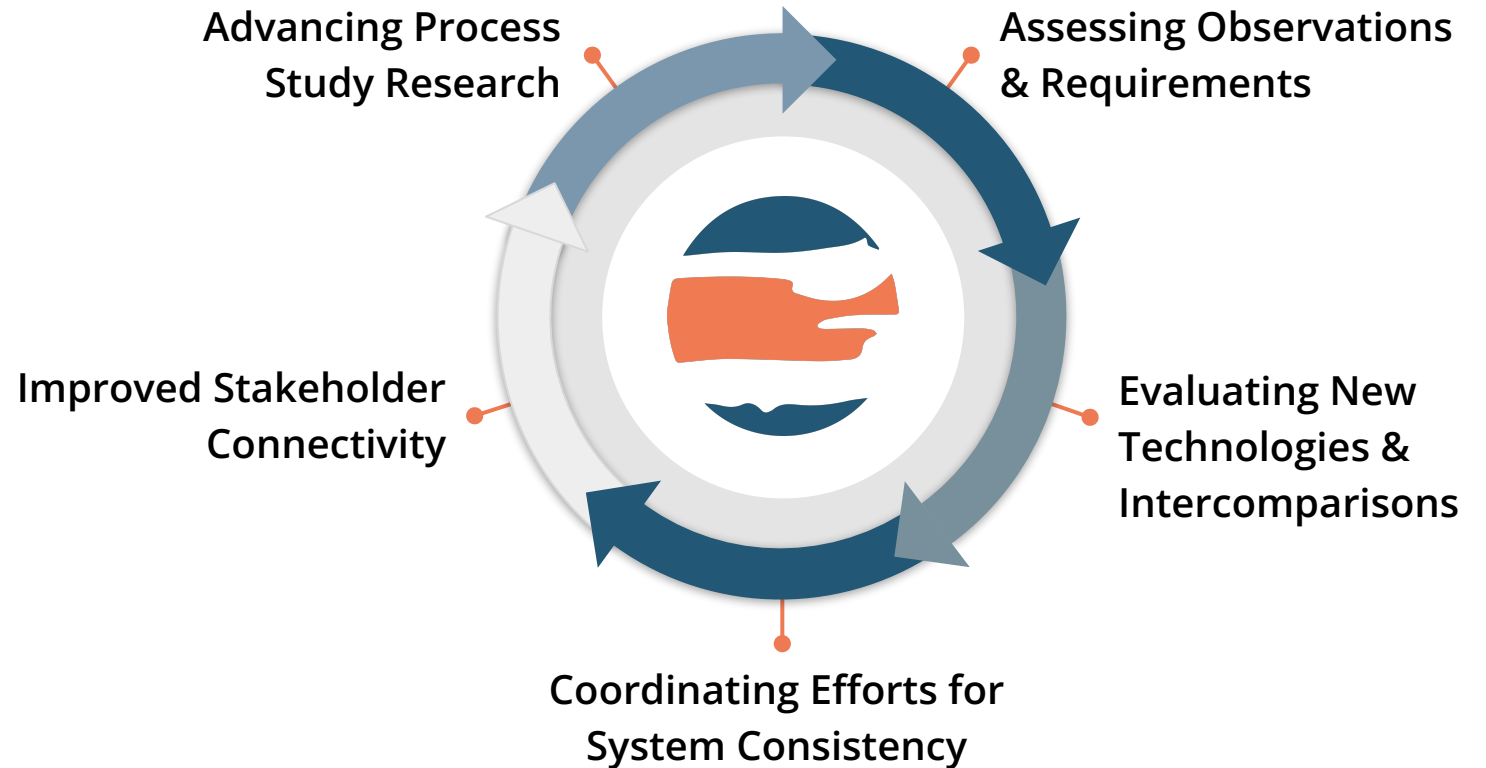 Advancing Process
Study Research
Assessing Observations
& Requirements
Evaluating New
Technologies &
Intercomparisons
Coordinating Efforts for
System Consistency
Improved Stakeholder
Connectivity